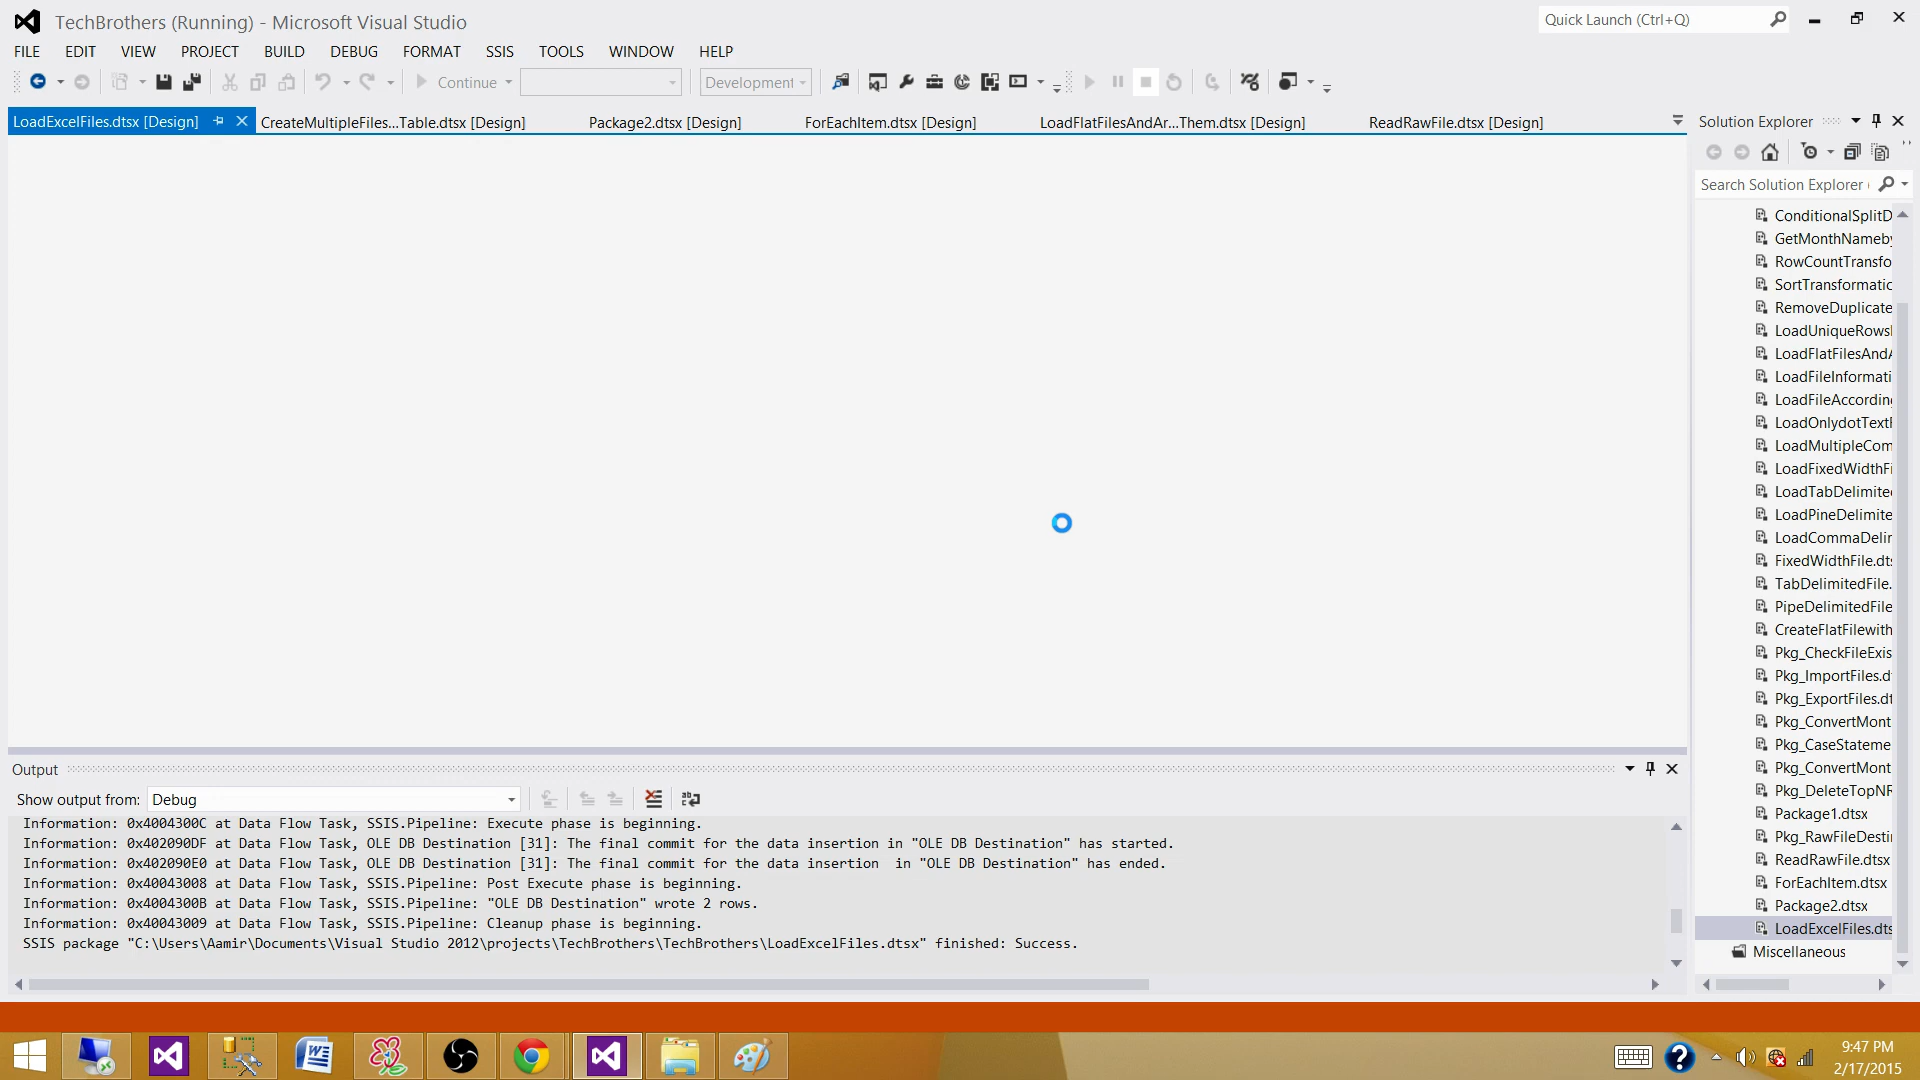 TechBrothers (Running) - Microsoft Visual Studio
Quick Launch (Ctrl+Q)
FILE EDIT VIEW PROJECT BUILD DEBUG FORMAT SSIS TOOLS WINDOW HELP
Continue
Development
LoadExcelFiles.dtsx [Design]
CreateMultipleFiles...Table.dtsx [Design]
Package2.dtsx [Design]
ForEachItem.dtsx [Design]
LoadFlatFilesAndAr...Them.dtsx [Design]
ReadRawFile.dtsx [Design]
Solution Explorer
Search Solution Explorer (
ConditionalSplitD
GetMonthNameby
RowCountTransfo
SortTransformatic
RemoveDuplicate
LoadUniqueRows
LoadFlatFilesAndA
LoadFileInformati
LoadFileAccording
LoadOnlydotTextF
LoadMultipleCom
LoadFixedWidthFi
LoadTabDelimited
LoadPineDelimite
LoadCommaDelin
FixedWidthFile.dts
TabDelimitedFile.
PipeDelimitedFile
CreateFlatFilewith
Pkg_CheckFileExis
Pkg_ImportFiles.d
Pkg_ExportFiles.dt
Pkg_ConvertMont
Pkg_CaseStateme
Pkg_ConvertMont
Pkg_DeleteTopNR
Package1.dtsx
Pkg_RawFileDesti
ReadRawFile.dtsx
ForEachItem.dtsx
Package2.dtsx
LoadExcelFiles.dts
Miscellaneous
Output
Show output from: Debug
Information: 0x4004300C at Data Flow Task, SSIS.Pipeline: Execute phase is beginning.
Information: 0x402090DF at Data Flow Task, OLE DB Destination [31]: The final commit for the data insertion in "OLE DB Destination" has started.
Information: 0x402090E0 at Data Flow Task, OLE DB Destination [31]: The final commit for the data insertion  in "OLE DB Destination" has ended.
Information: 0x40043008 at Data Flow Task, SSIS.Pipeline: Post Execute phase is beginning.
Information: 0x4004300B at Data Flow Task, SSIS.Pipeline: "OLE DB Destination" wrote 2 rows.
Information: 0x40043009 at Data Flow Task, SSIS.Pipeline: Cleanup phase is beginning.
SSIS package "C:\Users\Aamir\Documents\Visual Studio 2012\projects\TechBrothers\TechBrothers\LoadExcelFiles.dtsx" finished: Success.
9:47 PM
2/17/2015